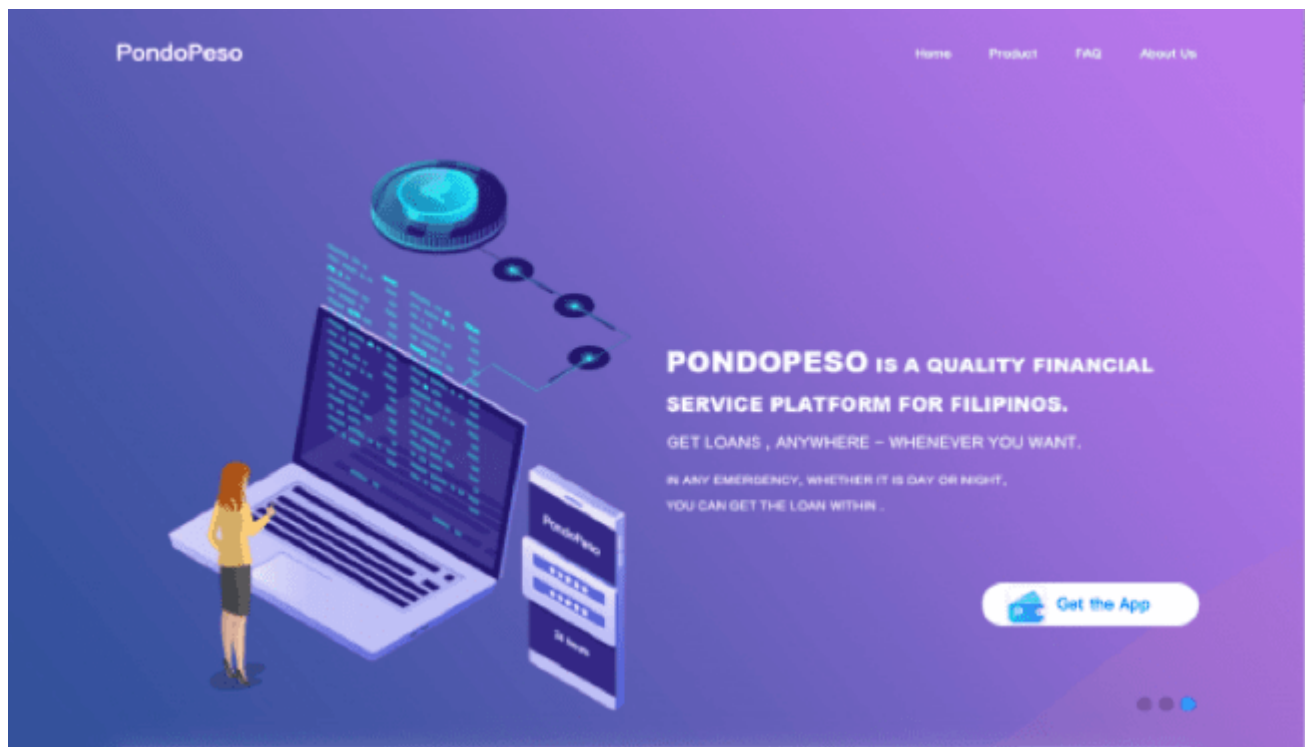 PondoPeso
Home Product FAQ About Us
PONDOPESO IS A QUALITY FINANCIAL
SERVICE PLATFORM FOR FILIPINOS.
GET LOANS , ANYWHERE – WHENEVER YOU WANT.
IN ANY EMERGENCY, WHETHER IT IS DAY OR NIGHT,
YOU CAN GET THE LOAN WITHIN .
PondoPeso
24 hours
Get the App